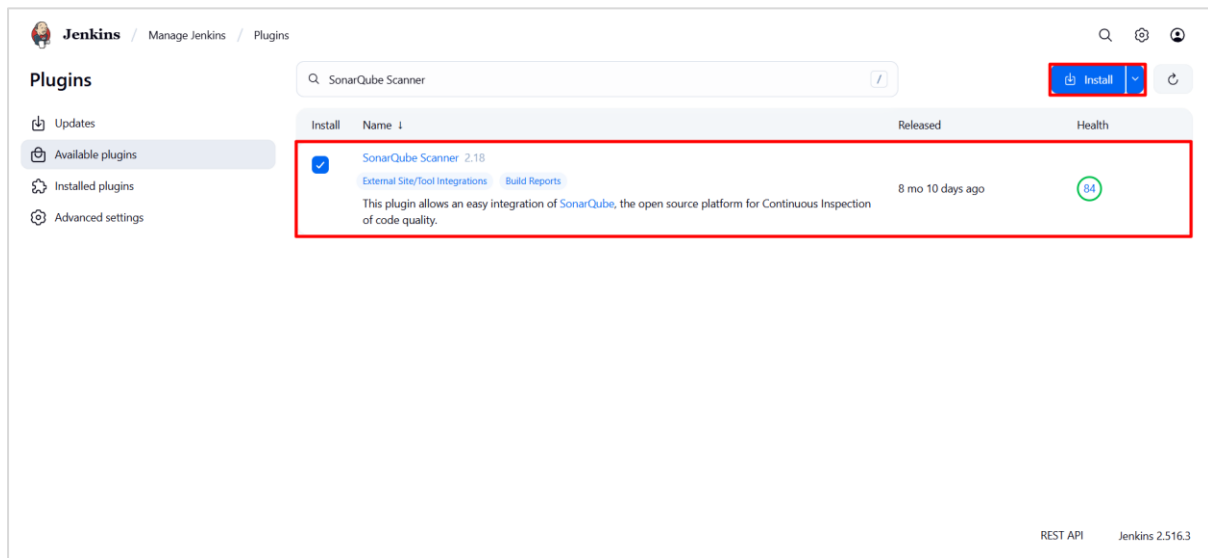 Jenkins / Manage Jenkins / Plugins
Plugins
SonarQube Scanner /
Install
Updates
Available plugins
Installed plugins
Advanced settings
Install Name ↓ Released Health
SonarQube Scanner 2.18
External Site/Tool Integrations Build Reports
This plugin allows an easy integration of SonarQube, the open source platform for Continuous Inspection
of code quality.
8 mo 10 days ago
84
REST API Jenkins 2.516.3